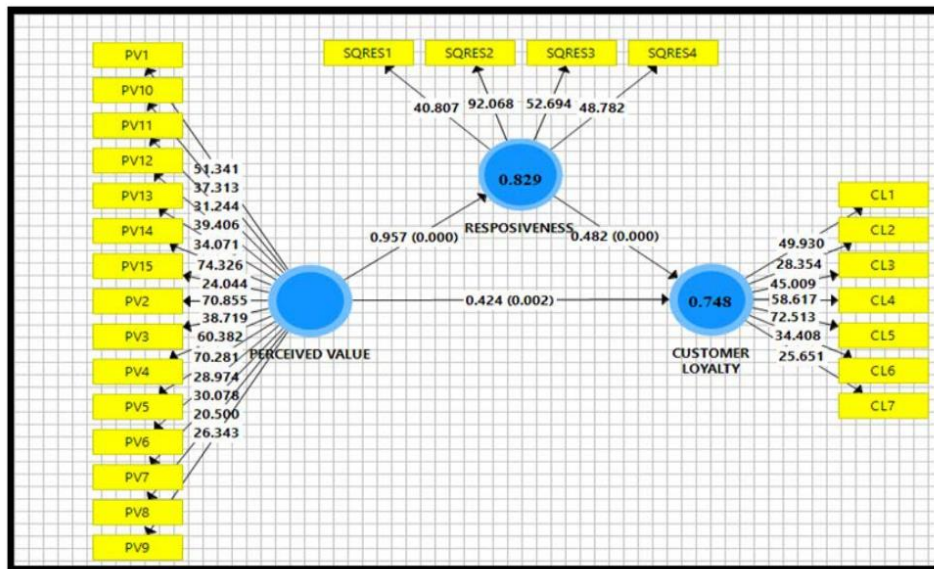 PV1
PV10
PV11
PV12
PV13
PV14
PV15
PV2
PV3
PV4
PV5
PV6
PV7
PV8
PV9
51.341
37.313
31.244
39.406
34.071
74.326
24.044
70.855
38.719
60.382
70.281
28.974
30.078
20.500
26.343
PERCEIVED VALUE
SQRES1
SQRES2
SQRES3
SQRES4
40.807
92.068
52.694
48.782
0.829
RESPOSIVENESS
0.957 (0.000)
0.482 (0.000)
0.424 (0.002)
0.748
CUSTOMER
LOYALTY
49.930
28.354
45.009
58.617
72.513
34.408
25.651
CL1
CL2
CL3
CL4
CL5
CL6
CL7